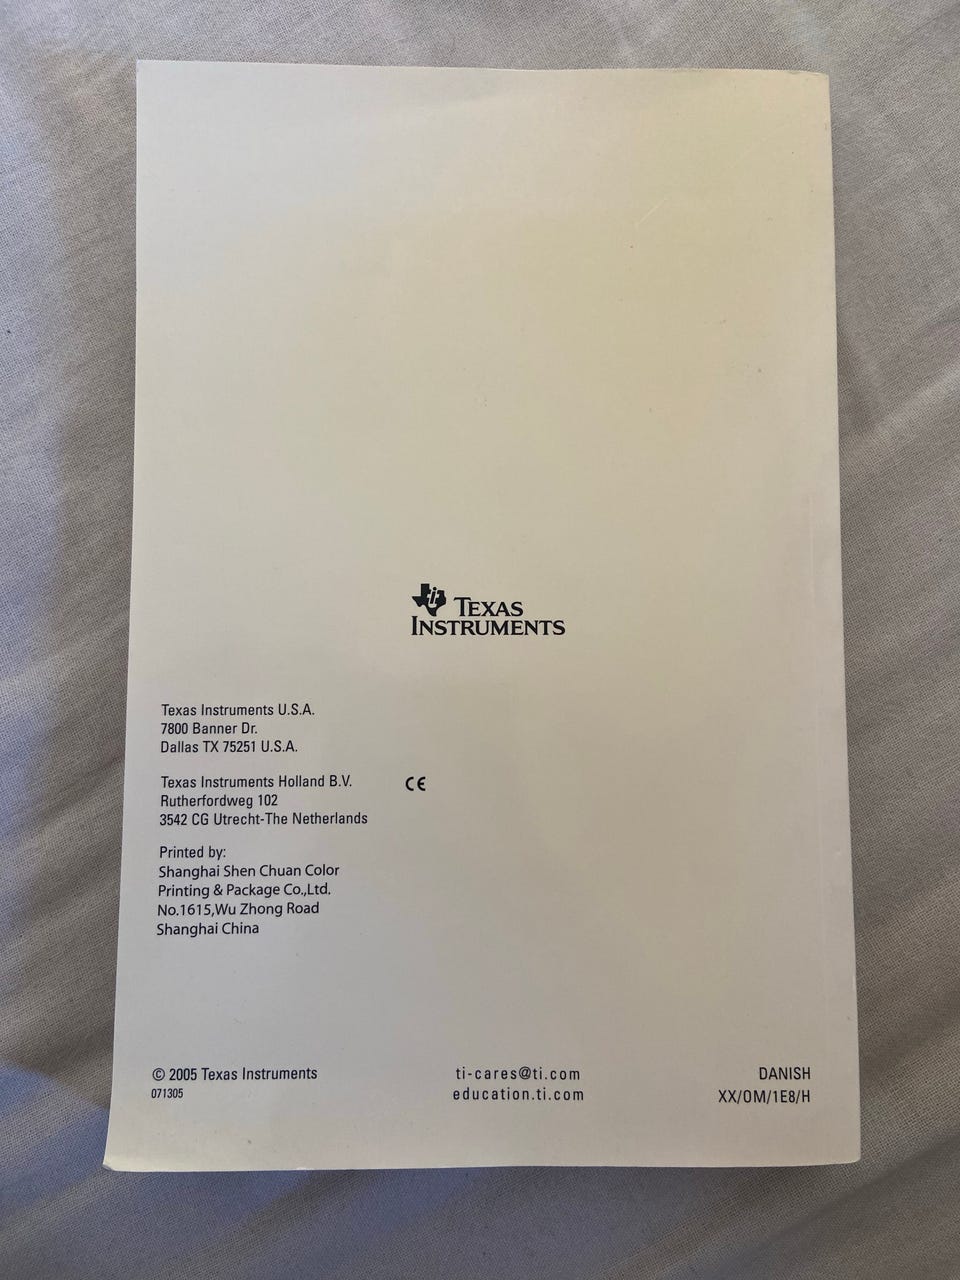 TEXAS
INSTRUMENTS
Texas Instruments U.S.A.
7800 Banner Dr.
Dallas TX 75251 U.S.A.
Texas Instruments Holland B.V.
Rutherfordweg 102
3542 CG Utrecht-The Netherlands
CE
Printed by:
Shanghai Shen Chuan Color
Printing & Package Co.,Ltd.
No.1615,Wu Zhong Road
Shanghai China
© 2005 Texas Instruments
071305
ti-cares@ti.com
education.ti.com
DANISH
XX/OM/1E8/H